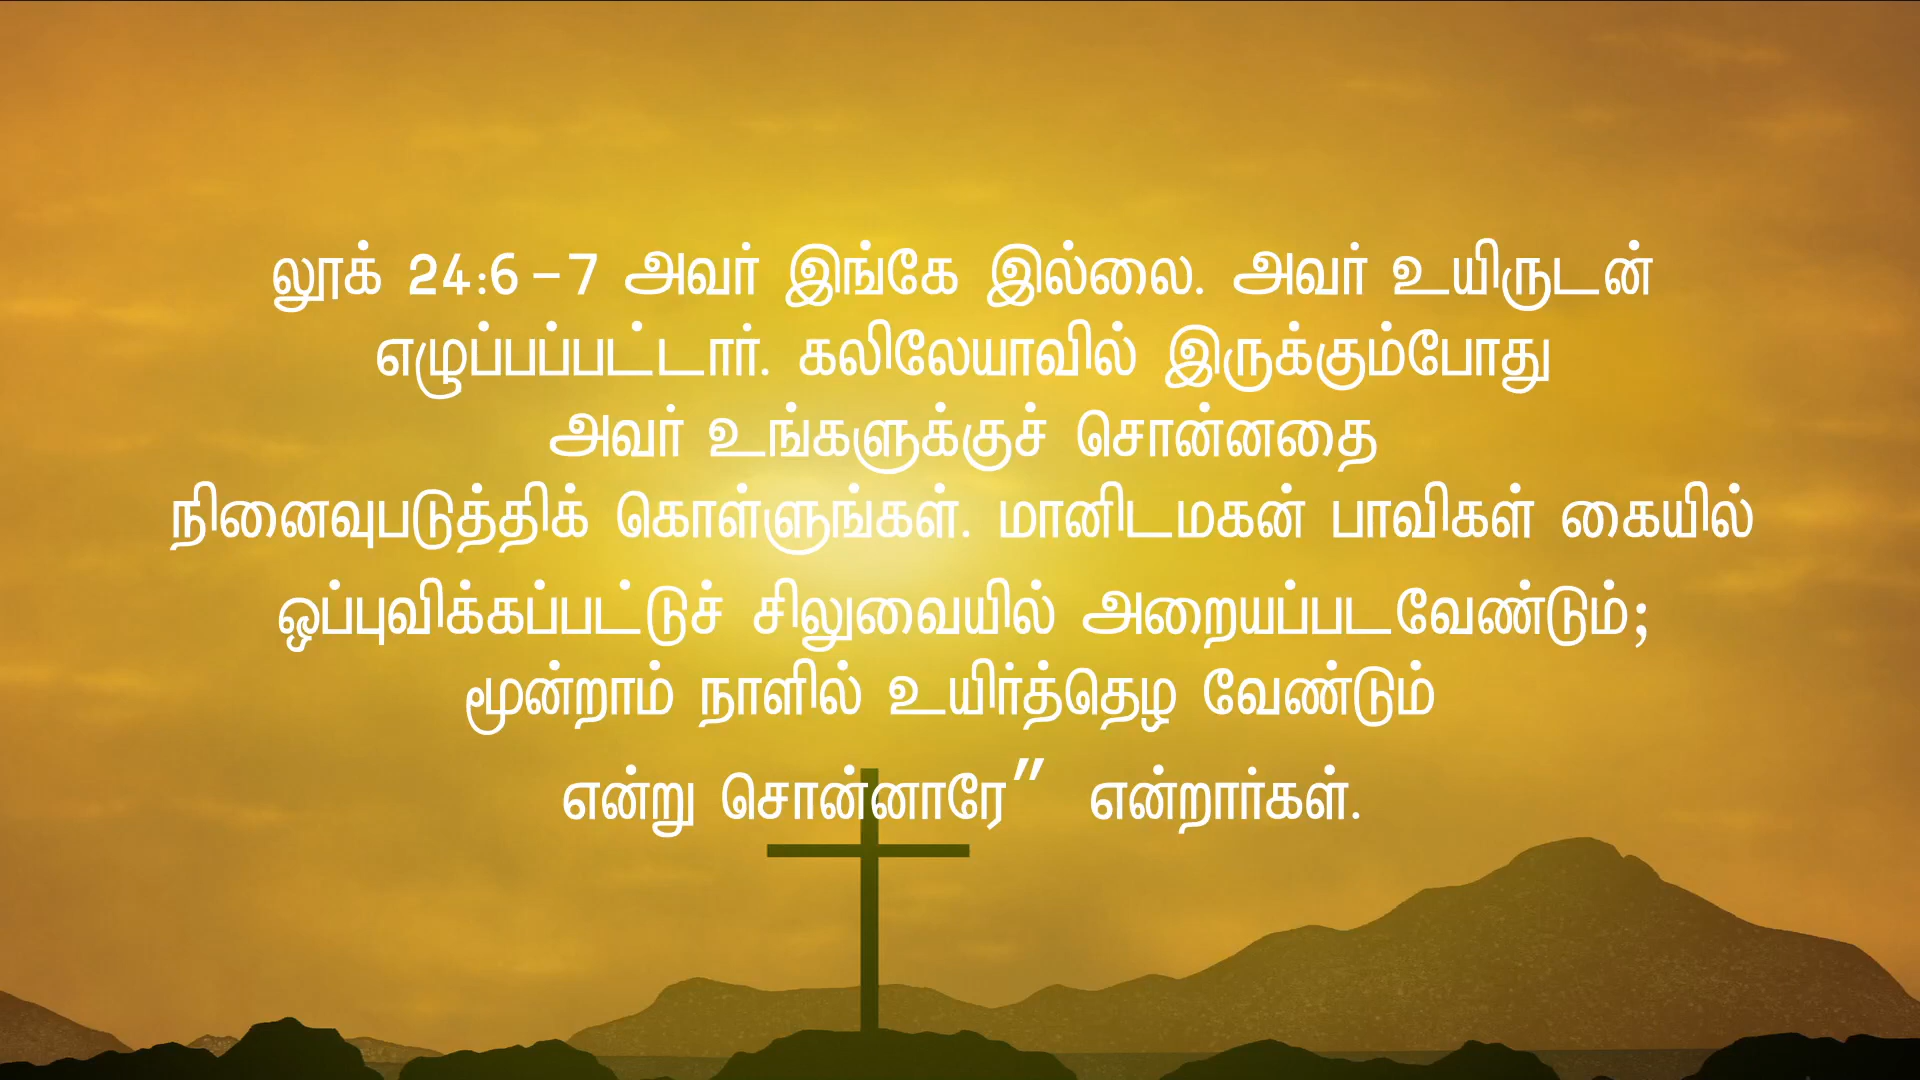 லூக் 24:6-7 அவர் இங்கே இல்லை. அவர் உயிருடன்
எழுப்பப்பட்டார். கலிலேயாவில் இருக்கும்போது
அவர் உங்களுக்குச் சொன்னதை
நினைவுபடுத்திக் கொள்ளுங்கள். மானிடமகன் பாவிகள் கையில்
ஒப்புவிக்கப்பட்டுச் சிலுவையில் அறையப்படவேண்டும்;
மூன்றாம் நாளில் உயிர்த்தெழ வேண்டும்
என்று சொன்னாரே” என்றார்கள்.